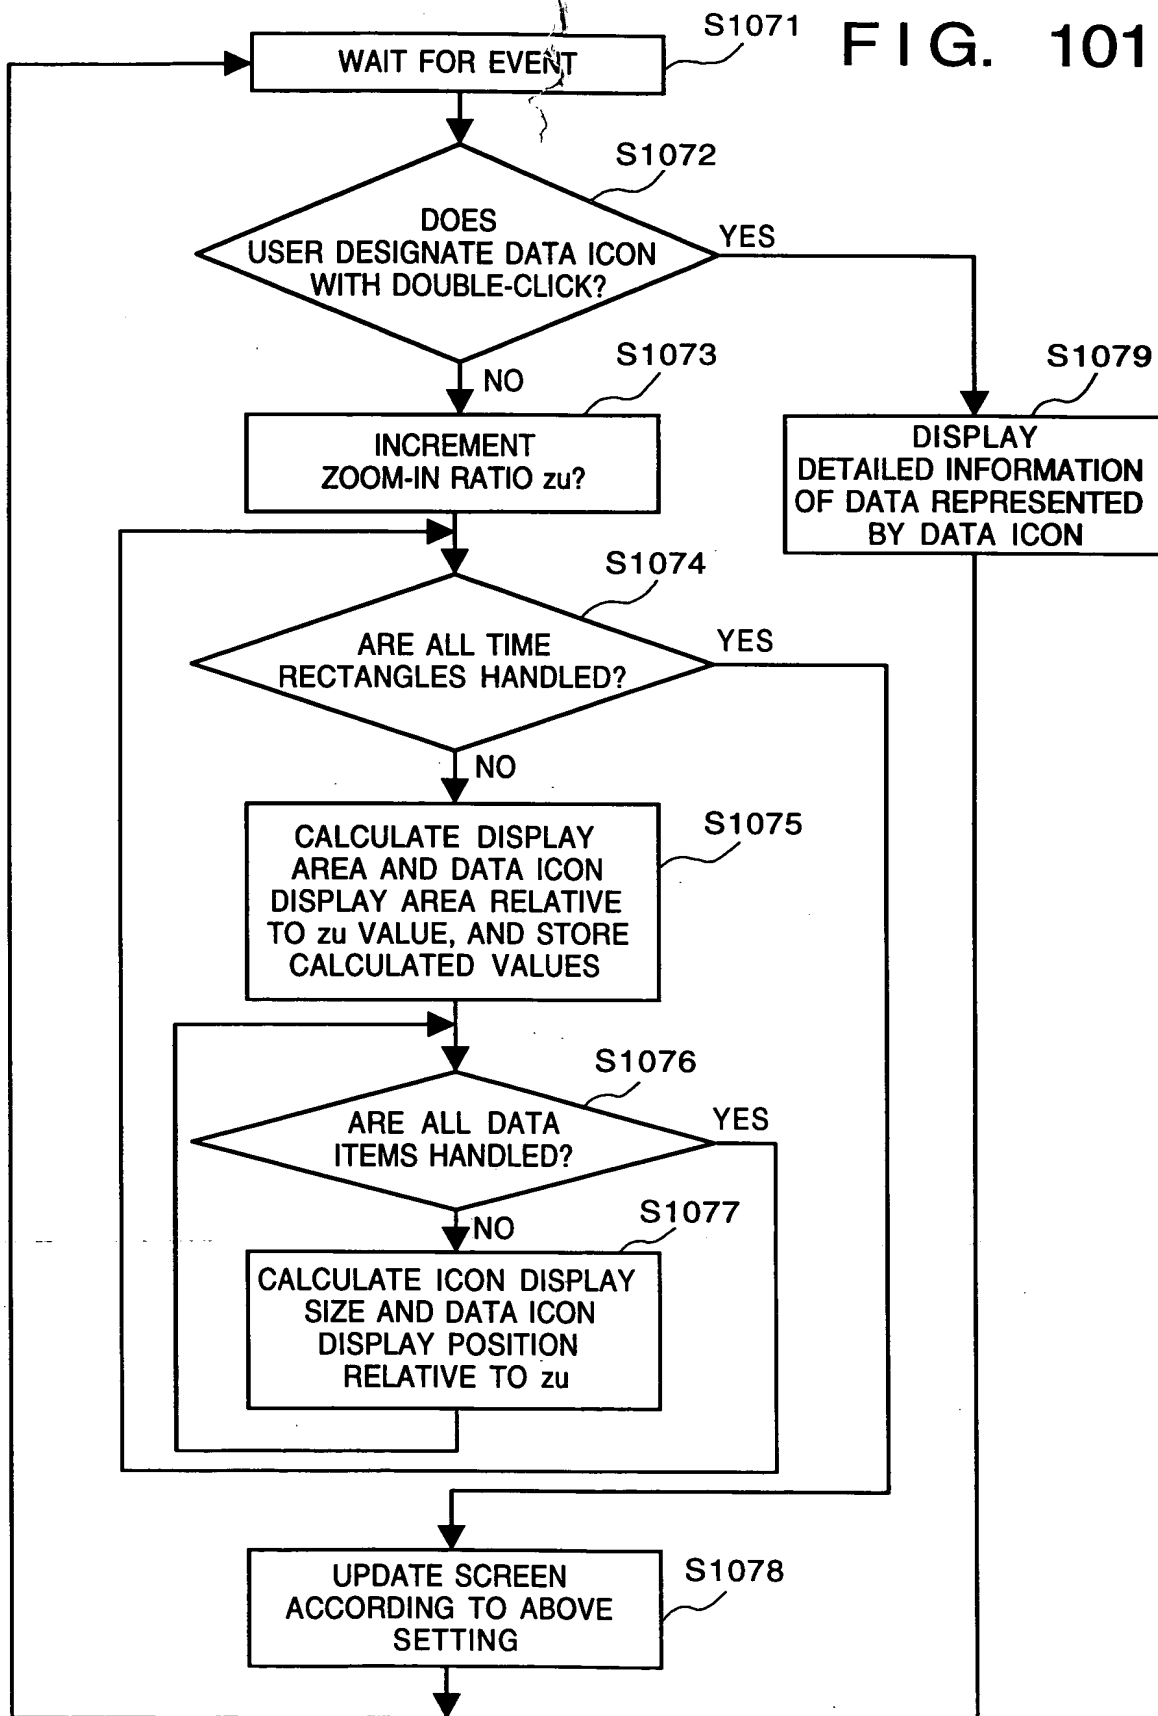 FIG. 101
S1071
WAIT FOR EVENT
S1072
DOES
USER DESIGNATE DATA ICON
WITH DOUBLE-CLICK?
YES
NO
S1073
INCREMENT
ZOOM-IN RATIO zu?
S1079
DISPLAY
DETAILED INFORMATION
OF DATA REPRESENTED
BY DATA ICON
S1074
ARE ALL TIME
RECTANGLES HANDLED?
YES
NO
S1075
CALCULATE DISPLAY
AREA AND DATA ICON
DISPLAY AREA RELATIVE
TO zu VALUE, AND STORE
CALCULATED VALUES
S1076
ARE ALL DATA
ITEMS HANDLED?
YES
NO
S1077
CALCULATE ICON DISPLAY
SIZE AND DATA ICON
DISPLAY POSITION
RELATIVE TO zu
S1078
UPDATE SCREEN
ACCORDING TO ABOVE
SETTING